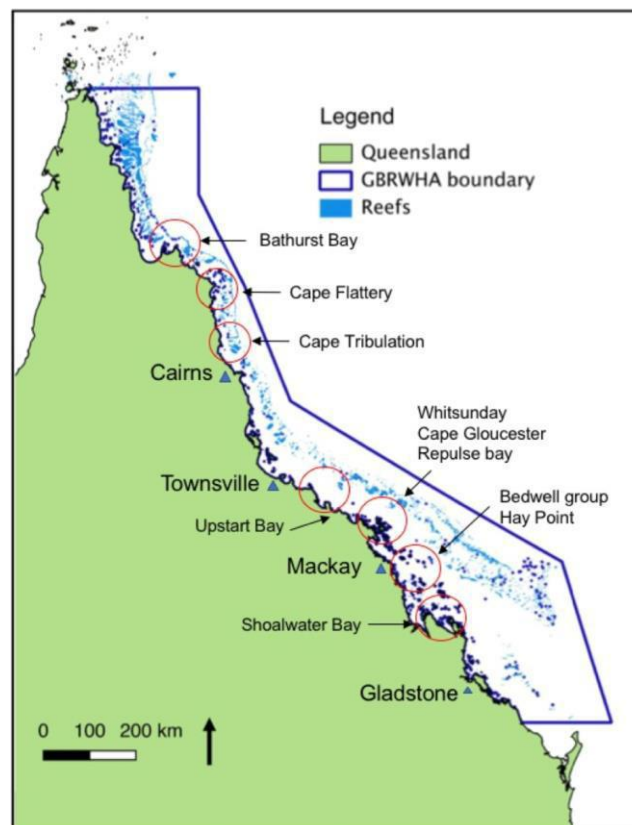 Legend
Queensland
GBRWHA boundary
Reefs
Bathurst Bay
Cape Flattery
Cape Tribulation
Cairns
Whitsunday
Cape Gloucester
Repulse bay
Townsville
Bedwell group
Hay Point
Upstart Bay
Mackay
Shoalwater Bay
Gladstone
0 100 200 km